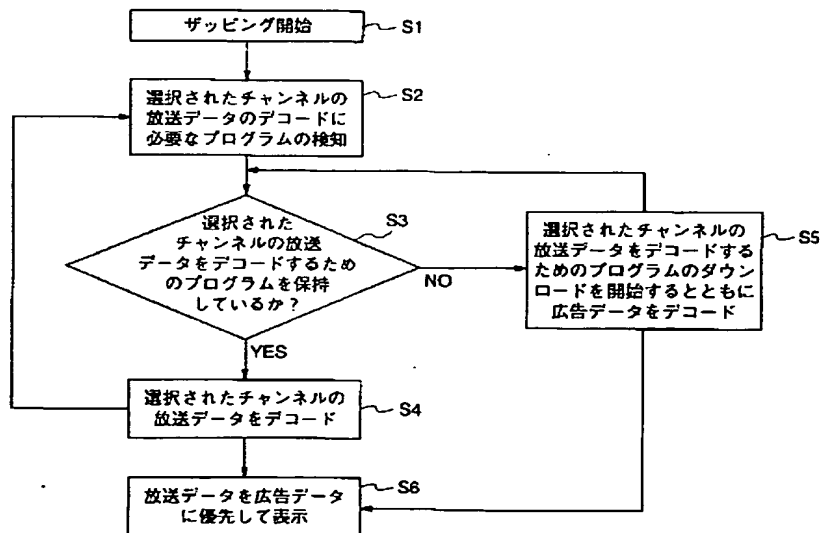 ザッピング開始
S1
選択されたチャンネルの
放送データのデコードに
必要なプログラムの検知
S2
選択された
チャンネルの放送
データをデコードするため
のプログラムを保持
しているか？
S3
NO
選択されたチャンネルの
放送データをデコードする
ためのプログラムのダウン
ロードを開始するとともに
広告データをデコード
S5
YES
選択されたチャンネルの
放送データをデコード
S4
放送データを広告データ
に優先して表示
S6